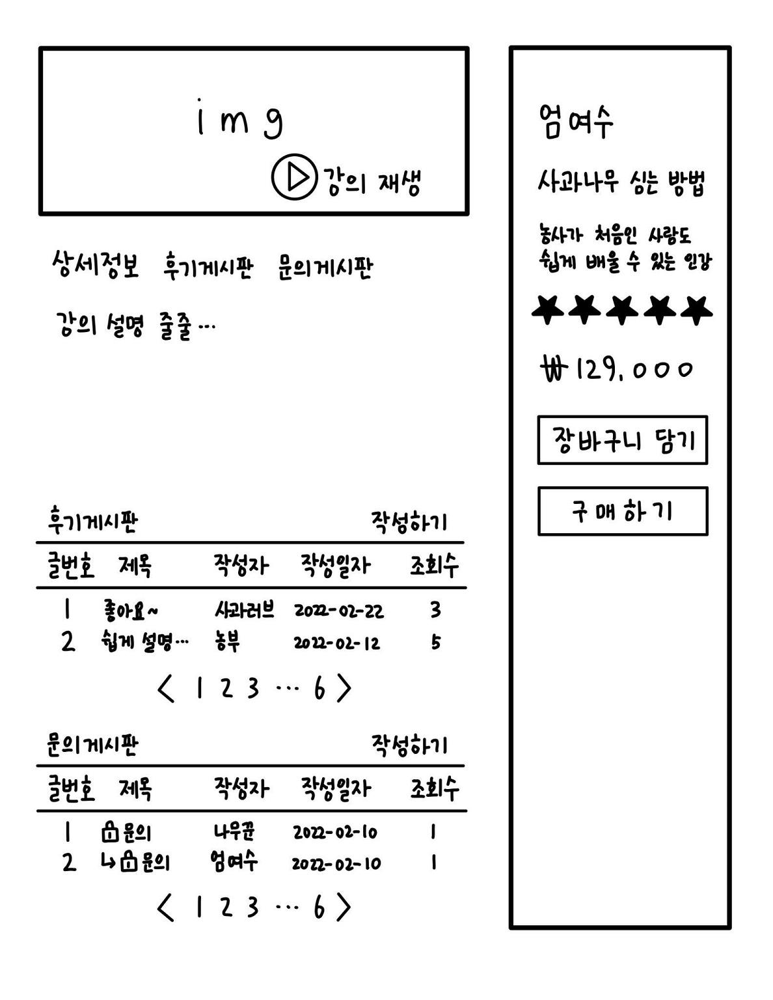 img
강의 재생
상세정보 후기게시판 문의게시판
강의 설명 줄줄...
후기게시판 작성하기
글번호 제목 작성자 작성일자 조회수
1 좋아요~ 사과러브 2022-02-22 3
2 쉽게 설명... 농부 2022-02-12 5
< 1 2 3 ... 6 >
문의게시판 작성하기
글번호 제목 작성자 작성일자 조회수
1 문의 나무꾼 2022-02-10 1
2 ↳ 문의 엄여수 2022-02-10 1
< 1 2 3 ... 6 >
엄여수
사과나무 심는 방법
농사가 처음인 사람도
쉽게 배울 수 있는 인강
★★★★★
₩129,000
장바구니 담기
구매하기